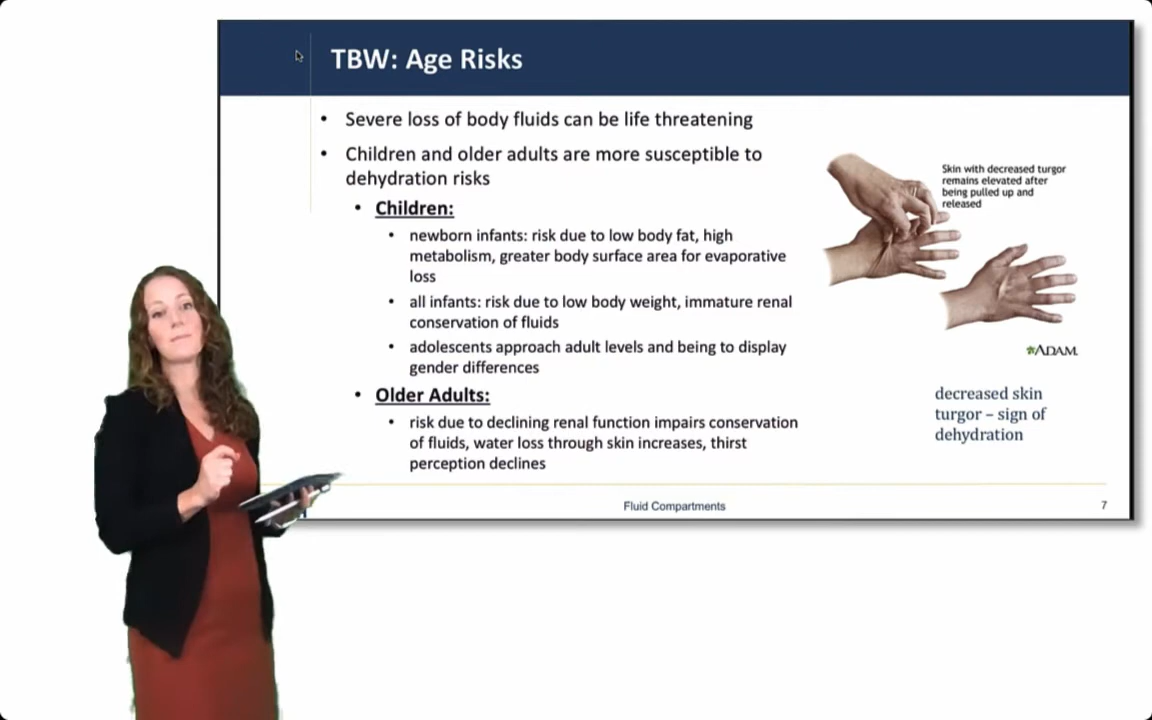 TBW: Age Risks
• Severe loss of body fluids can be life threatening
• Children and older adults are more susceptible to
dehydration risks
• Children:
• newborn infants: risk due to low body fat, high
metabolism, greater body surface area for evaporative
loss
• all infants: risk due to low body weight, immature renal
conservation of fluids
• adolescents approach adult levels and being to display
gender differences
• Older Adults:
• risk due to declining renal function impairs conservation
of fluids, water loss through skin increases, thirst
perception declines
Skin with decreased turgor
remains elevated after
being pulled up and
released
ADAM.
decreased skin
turgor – sign of
dehydration
Fluid Compartments
7